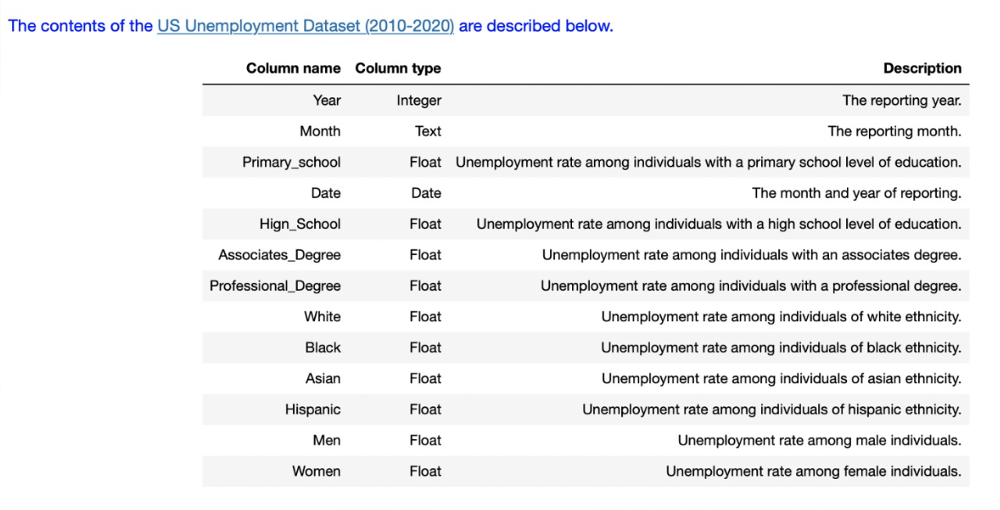 The contents of the US Unemployment Dataset (2010-2020) are described below.
Column name Column type Description
Year Integer The reporting year.
Month Text The reporting month.
Primary_school Float Unemployment rate among individuals with a primary school level of education.
Date Date The month and year of reporting.
Hign_School Float Unemployment rate among individuals with a high school level of education.
Associates_Degree Float Unemployment rate among individuals with an associates degree.
Professional_Degree Float Unemployment rate among individuals with a professional degree.
White Float Unemployment rate among individuals of white ethnicity.
Black Float Unemployment rate among individuals of black ethnicity.
Asian Float Unemployment rate among individuals of asian ethnicity.
Hispanic Float Unemployment rate among individuals of hispanic ethnicity.
Men Float Unemployment rate among male individuals.
Women Float Unemployment rate among female individuals.